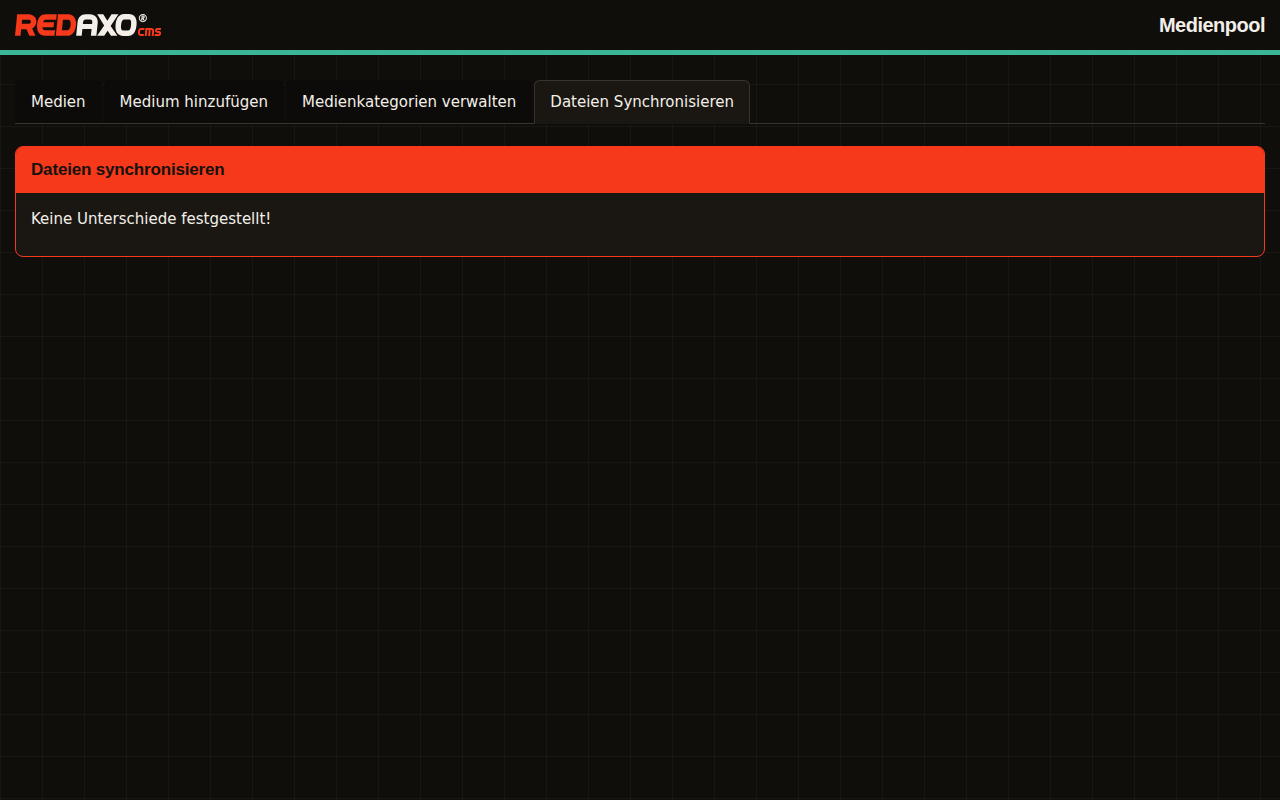 REDAXO® cms
Medienpool
Medien
Medium hinzufügen
Medienkategorien verwalten
Dateien Synchronisieren
Dateien synchronisieren
Keine Unterschiede festgestellt!